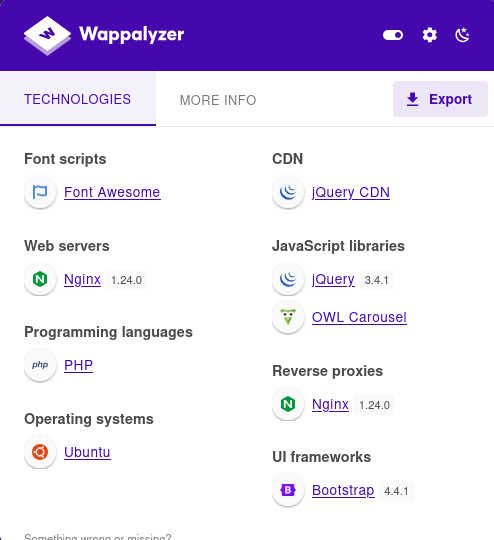 Wappalyzer
TECHNOLOGIES
MORE INFO
Export
Font scripts
Font Awesome
Web servers
Nginx 1.24.0
Programming languages
php PHP
Operating systems
Ubuntu
CDN
jQuery CDN
JavaScript libraries
jQuery 3.4.1
OWL Carousel
Reverse proxies
Nginx 1.24.0
UI frameworks
B Bootstrap 4.4.1
Something wrong or missing?